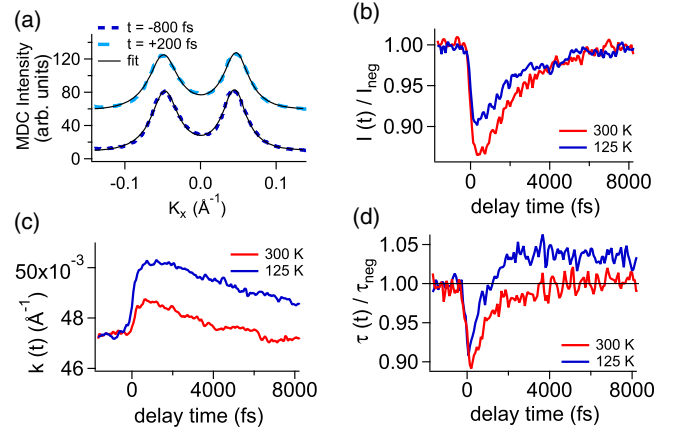 (a)
t = -800 fs
t = +200 fs
fit
MDC Intensity
(arb. units)
120
80
40
0
-0.1
0.0
0.1
Kₓ (Å⁻¹)
(b)
I (t) / Iₙₑg
1.00
0.95
0.90
300 K
125 K
0
4000
8000
delay time (fs)
(c)
k (t) (Å⁻¹)
50x10⁻³
48
46
300 K
125 K
0
4000
8000
delay time (fs)
(d)
τ (t) / τₙₑg
1.05
1.00
0.95
0.90
300 K
125 K
0
4000
8000
delay time (fs)